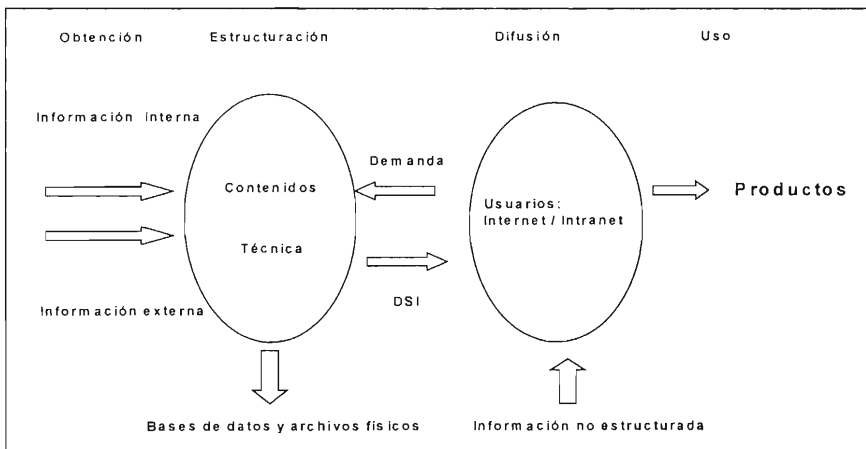 Obtención Estructuración Difusión Uso
Información interna
Demanda
Contenidos
Productos
Usuarios:
Internet / Intranet
Técnica
DSI
Información externa
Bases de datos y archivos físicos
Información no estructurada